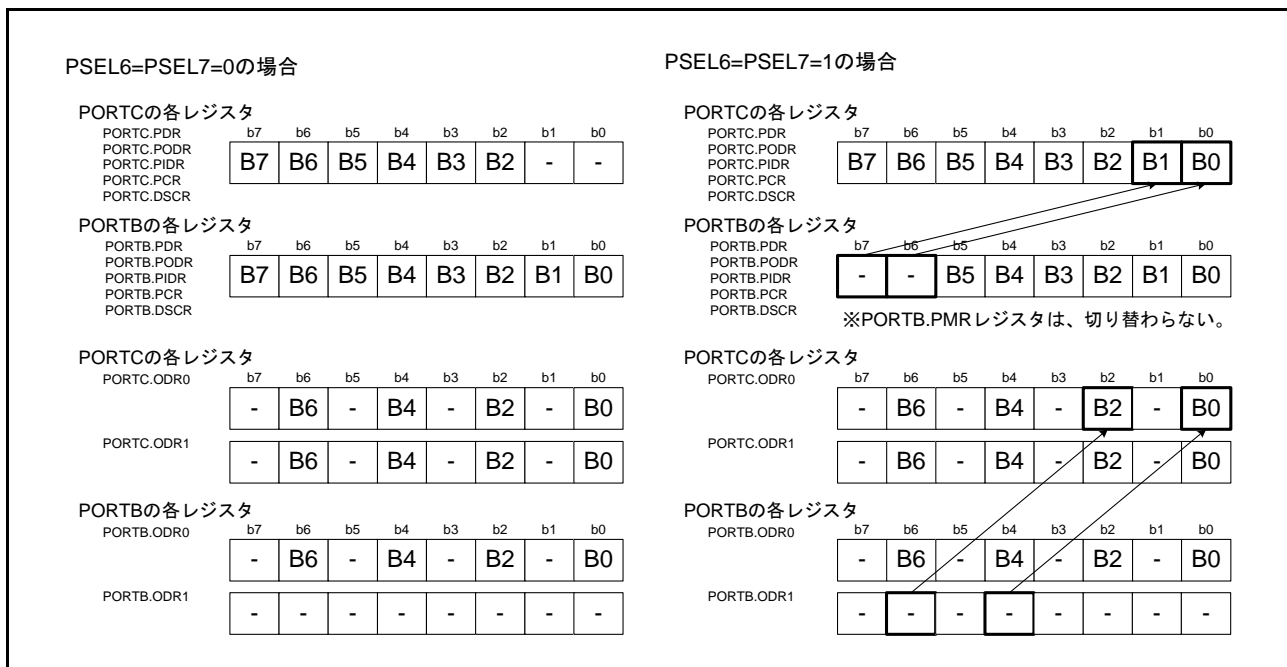 PSEL6=PSEL7=0の場合
PORTCの各レジスタ
PORTC.PDR
PORTC.PODR
PORTC.PIDR
PORTC.PCR
PORTC.DSCR
b7 b6 b5 b4 b3 b2 b1 b0
B7 B6 B5 B4 B3 B2 - -
PORTBの各レジスタ
PORTB.PDR
PORTB.PODR
PORTB.PIDR
PORTB.PCR
PORTB.DSCR
b7 b6 b5 b4 b3 b2 b1 b0
B7 B6 B5 B4 B3 B2 B1 B0
PORTCの各レジスタ
PORTC.ODR0
b7 b6 b5 b4 b3 b2 b1 b0
- B6 - B4 - B2 - B0
PORTC.ODR1
- B6 - B4 - B2 - B0
PORTBの各レジスタ
PORTB.ODR0
b7 b6 b5 b4 b3 b2 b1 b0
- B6 - B4 - B2 - B0
PORTB.ODR1
- - - - - - - -
PSEL6=PSEL7=1の場合
PORTCの各レジスタ
PORTC.PDR
PORTC.PODR
PORTC.PIDR
PORTC.PCR
PORTC.DSCR
b7 b6 b5 b4 b3 b2 b1 b0
B7 B6 B5 B4 B3 B2 B1 B0
PORTBの各レジスタ
PORTB.PDR
PORTB.PODR
PORTB.PIDR
PORTB.PCR
PORTB.DSCR
b7 b6 b5 b4 b3 b2 b1 b0
- - B5 B4 B3 B2 B1 B0
※PORTB.PMRレジスタは、切り替わらない。
PORTCの各レジスタ
PORTC.ODR0
b7 b6 b5 b4 b3 b2 b1 b0
- B6 - B4 - B2 - B0
PORTC.ODR1
- B6 - B4 - B2 - B0
PORTBの各レジスタ
PORTB.ODR0
b7 b6 b5 b4 b3 b2 b1 b0
- B6 - B4 - B2 - B0
PORTB.ODR1
- - - - - - - -